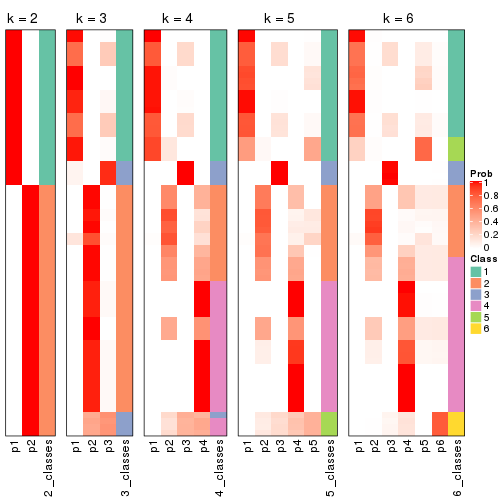 k = 2
k = 3
k = 4
k = 5
k = 6
Prob
1
0.8
0.6
0.4
0.2
0
Class
1
2
3
4
5
6
p1
p2
2_classes
p1
p2
p3
3_classes
p1
p2
p3
p4
4_classes
p1
p2
p3
p4
p5
5_classes
p1
p2
p3
p4
p5
p6
6_classes